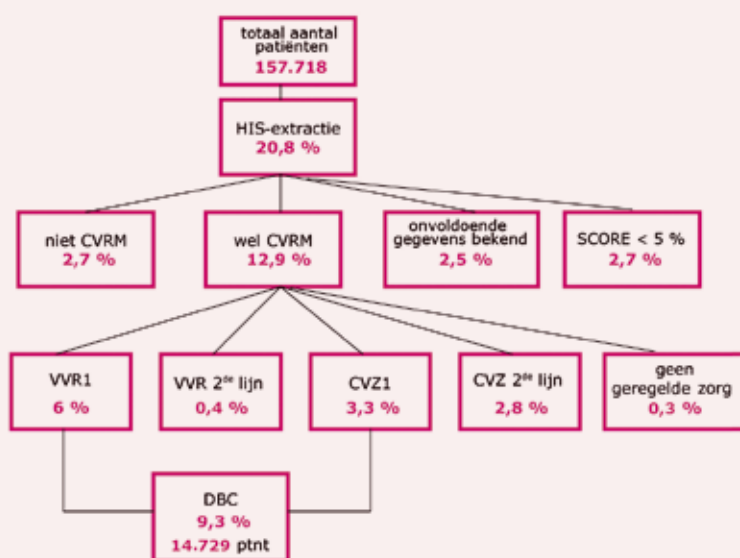 totaal aantal
patiënten
157.718
HIS-extractie
20,8 %
niet CVRM
2,7 %
wel CVRM
12,9 %
onvoldoende
gegevens bekend
2,5 %
SCORE < 5 %
2,7 %
VVR1
6 %
VVR 2de lijn
0,4 %
CVZ1
3,3 %
CVZ 2de lijn
2,8 %
geen
geregelde zorg
0,3 %
DBC
9,3 %
14.729 ptnt